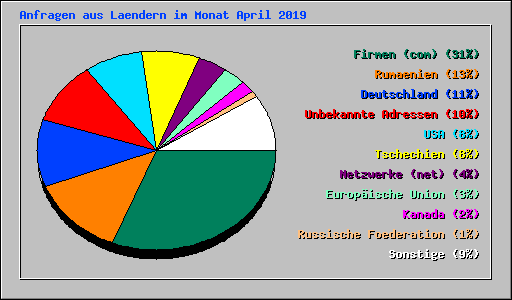 Anfragen aus Laendern im Monat April 2019
Firmen (com) (31%)
Rumaenien (13%)
Deutschland (11%)
Unbekannte Adressen (10%)
USA (8%)
Tschechien (8%)
Netzwerke (net) (4%)
Europäische Union (3%)
Kanada (2%)
Russische Foederation (1%)
Sonstige (9%)